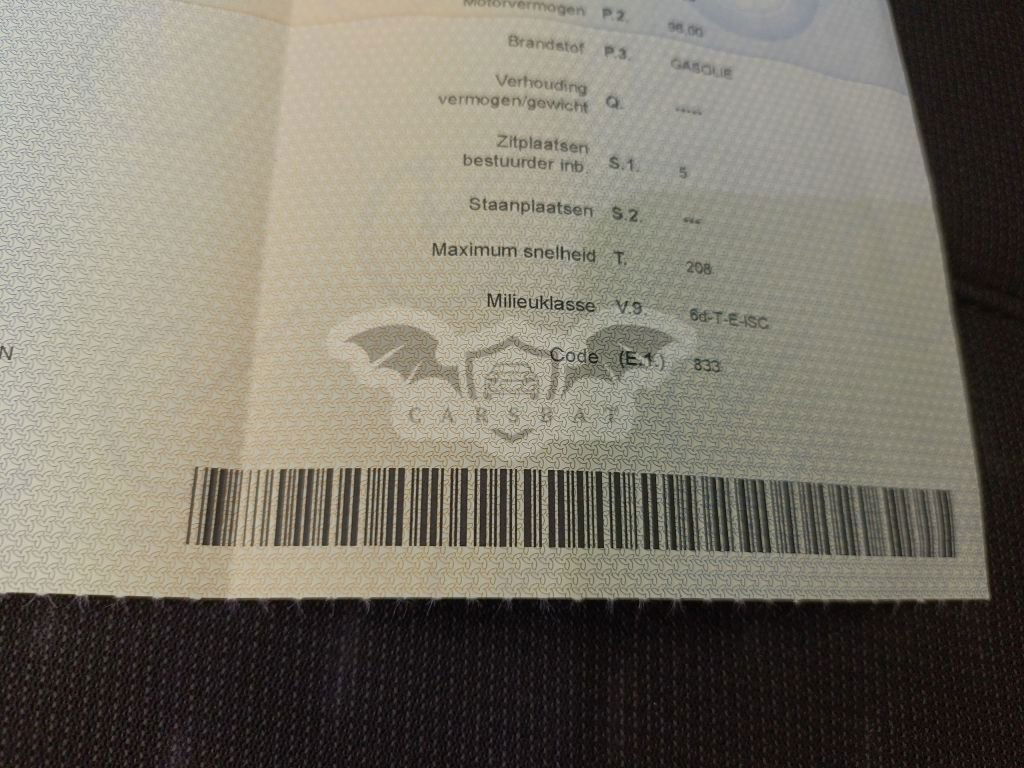 Motorvermogen P.2. 96.00
Brandstof P.3. GASOLIE
Verhouding
vermogen/gewicht Q. -----
Zitplaatsen
bestuurder inb. S.1. 5
Staanplaatsen S.2. ---
Maximum snelheid T. 208
Milieuklasse V.9. 6d-T-E-ISC
N
Code (E.1.) 833
CARSBAT